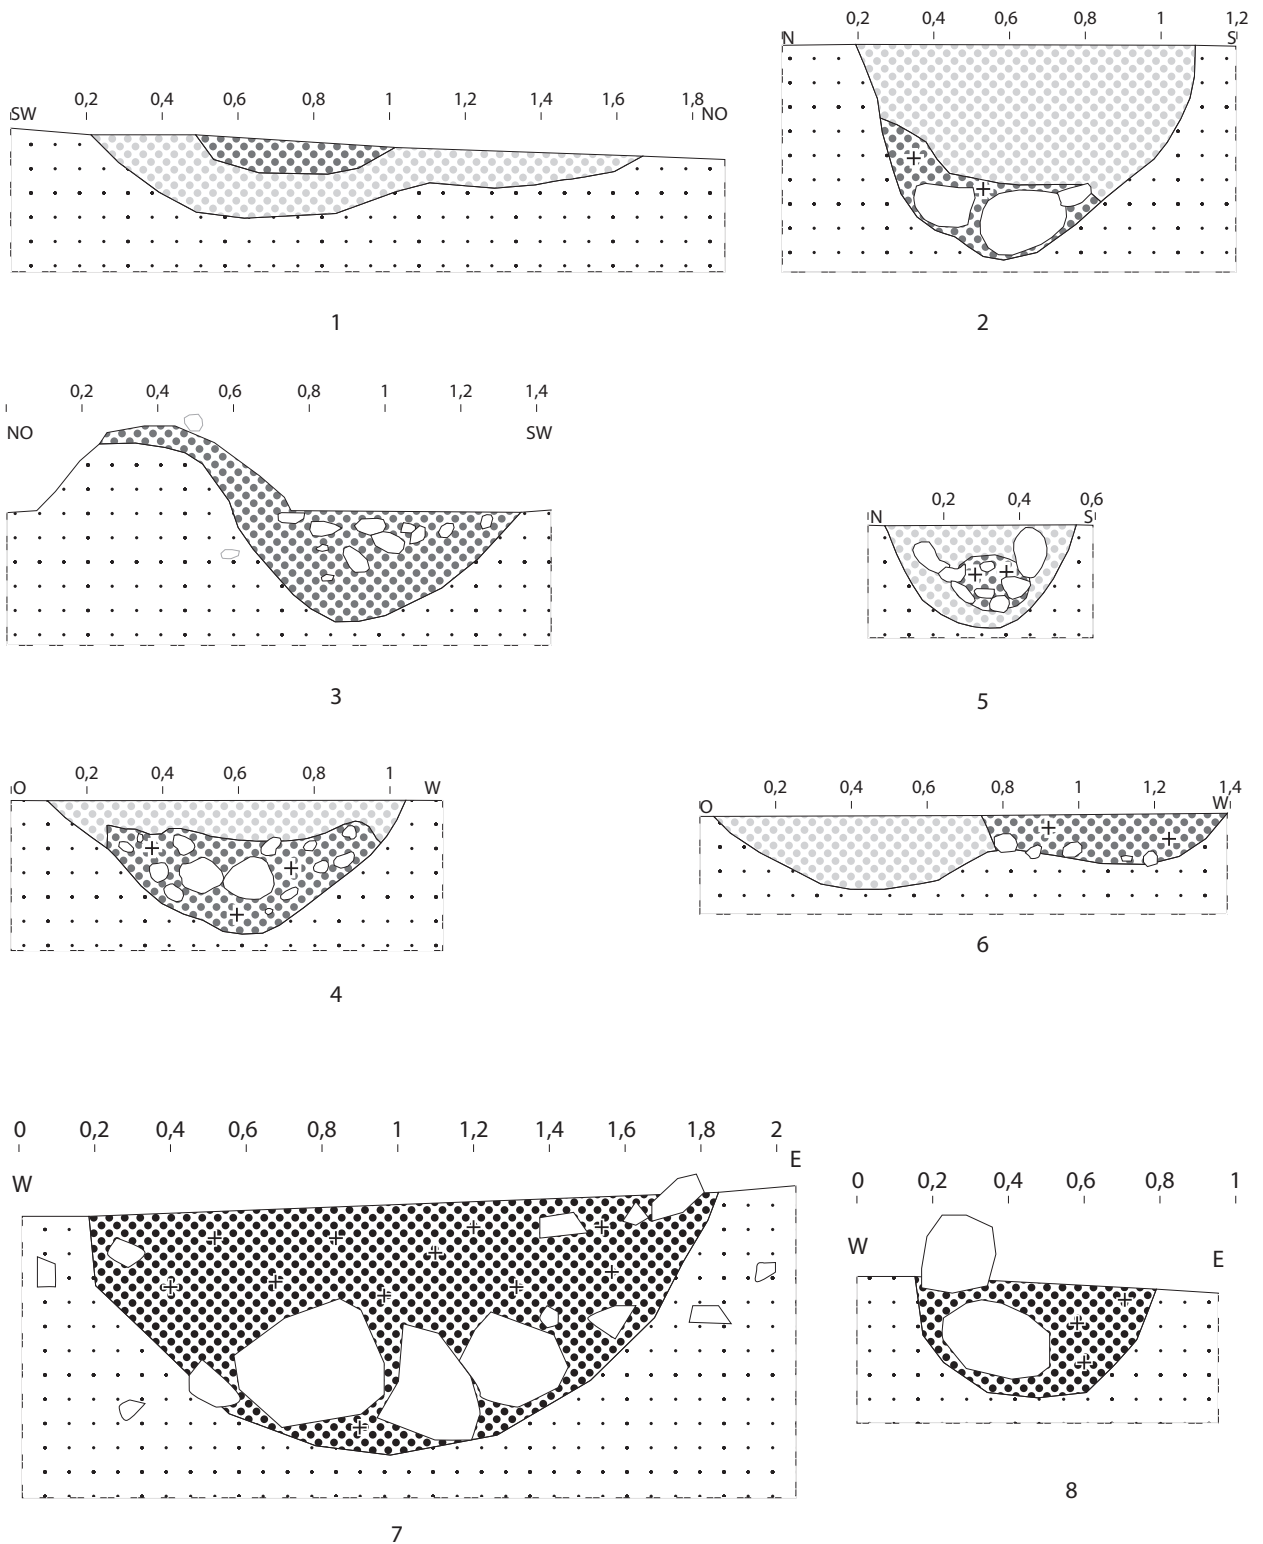 0,2 0,4 0,6 0,8 1 1,2 1,4 1,6 1,8
SW NO
1
0,2 0,4 0,6 0,8 1 1,2
N S
2
0,2 0,4 0,6 0,8 1 1,2 1,4
NO SW
3
0,2 0,4 0,6
N S
5
0,2 0,4 0,6 0,8 1
O W
4
0,2 0,4 0,6 0,8 1 1,2 1,4
O W
6
0 0,2 0,4 0,6 0,8 1 1,2 1,4 1,6 1,8 2
W E
7
0 0,2 0,4 0,6 0,8 1
W E
8